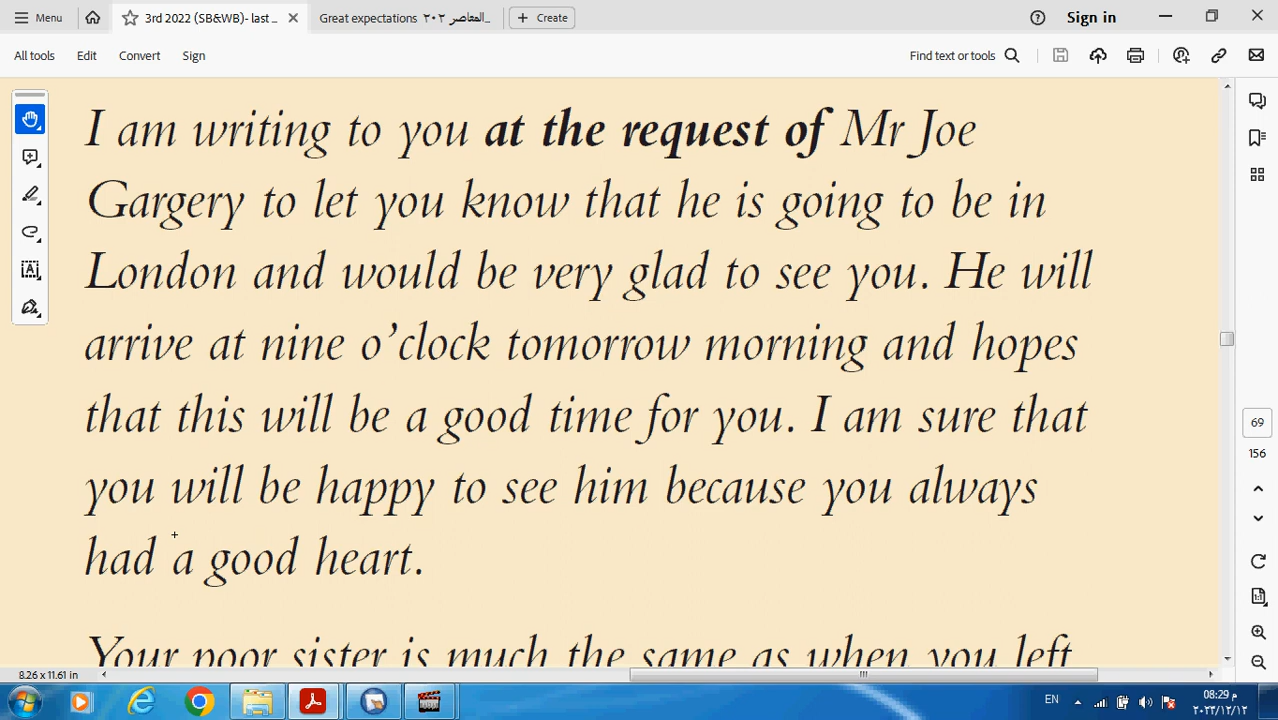 Menu
3rd 2022 (SB&WB)- last ...
Great expectations المعاصر ٢٠٢...
Create
Sign in
All tools Edit Convert Sign
Find text or tools
I am writing to you at the request of Mr Joe
Gargery to let you know that he is going to be in
London and would be very glad to see you. He will
arrive at nine o’clock tomorrow morning and hopes
that this will be a good time for you. I am sure that
you will be happy to see him because you always
had a good heart.
Your poor sister is much the same as when you left
69
156
8.26 x 11.61 in
EN
08:29 م
٢٠٢٣/١٢/١٢